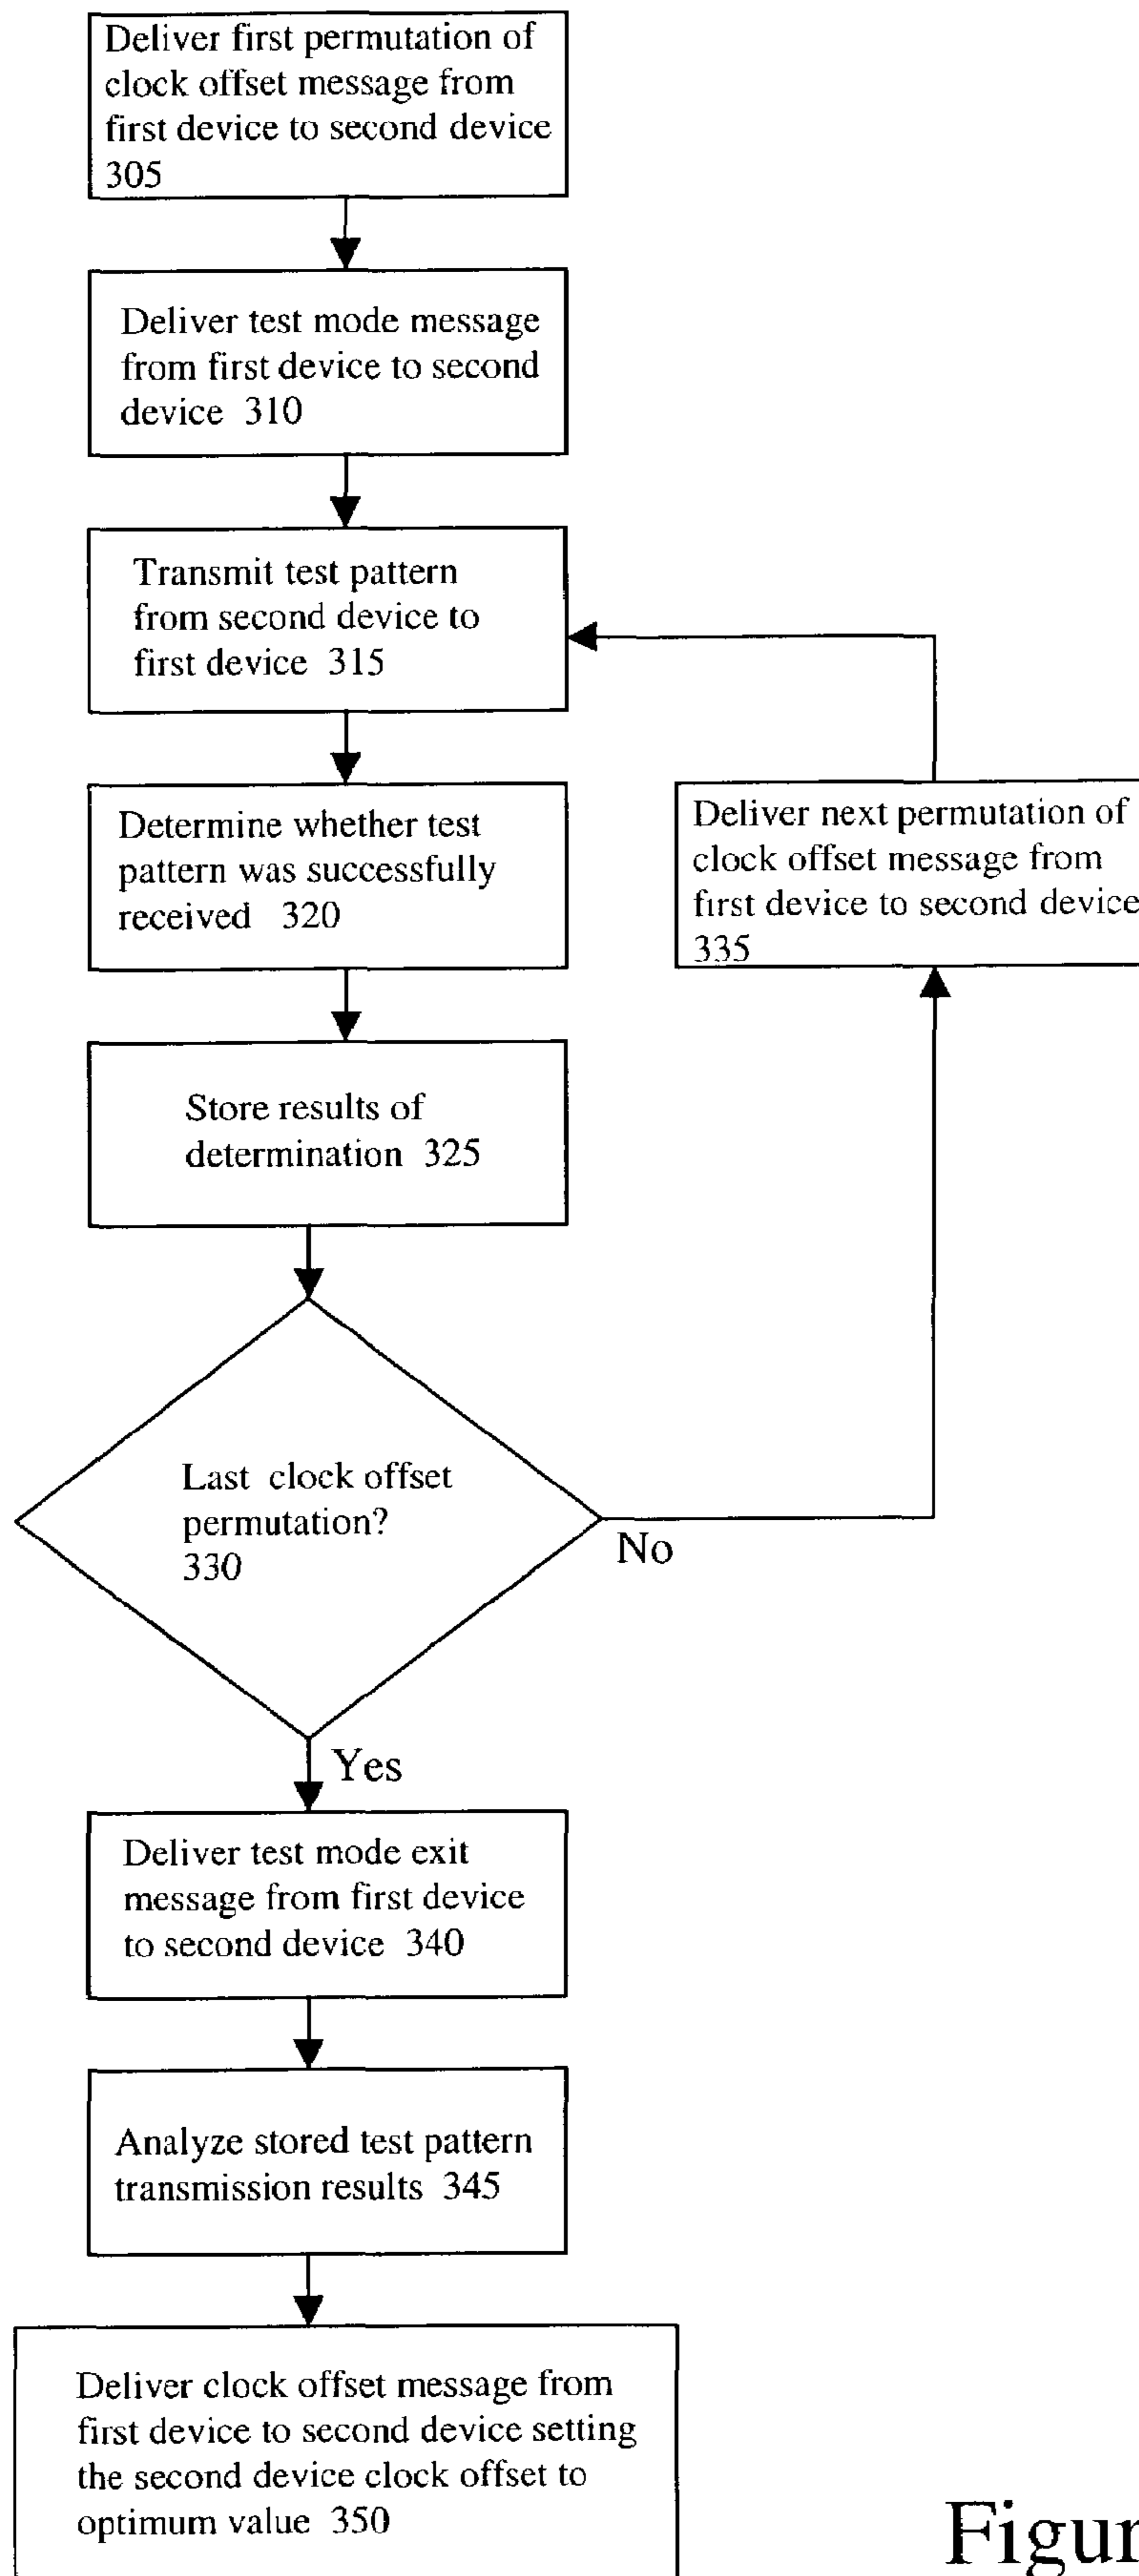 Deliver first permutation of
clock offset message from
first device to second device
305
Deliver test mode message
from first device to second
device 310
Transmit test pattern
from second device to
first device 315
Determine whether test
pattern was successfully
received 320
Deliver next permutation of
clock offset message from
first device to second device
335
Store results of
determination 325
Last clock offset
permutation?
330
No
Yes
Deliver test mode exit
message from first device
to second device 340
Analyze stored test pattern
transmission results 345
Deliver clock offset message from
first device to second device setting
the second device clock offset to
optimum value 350